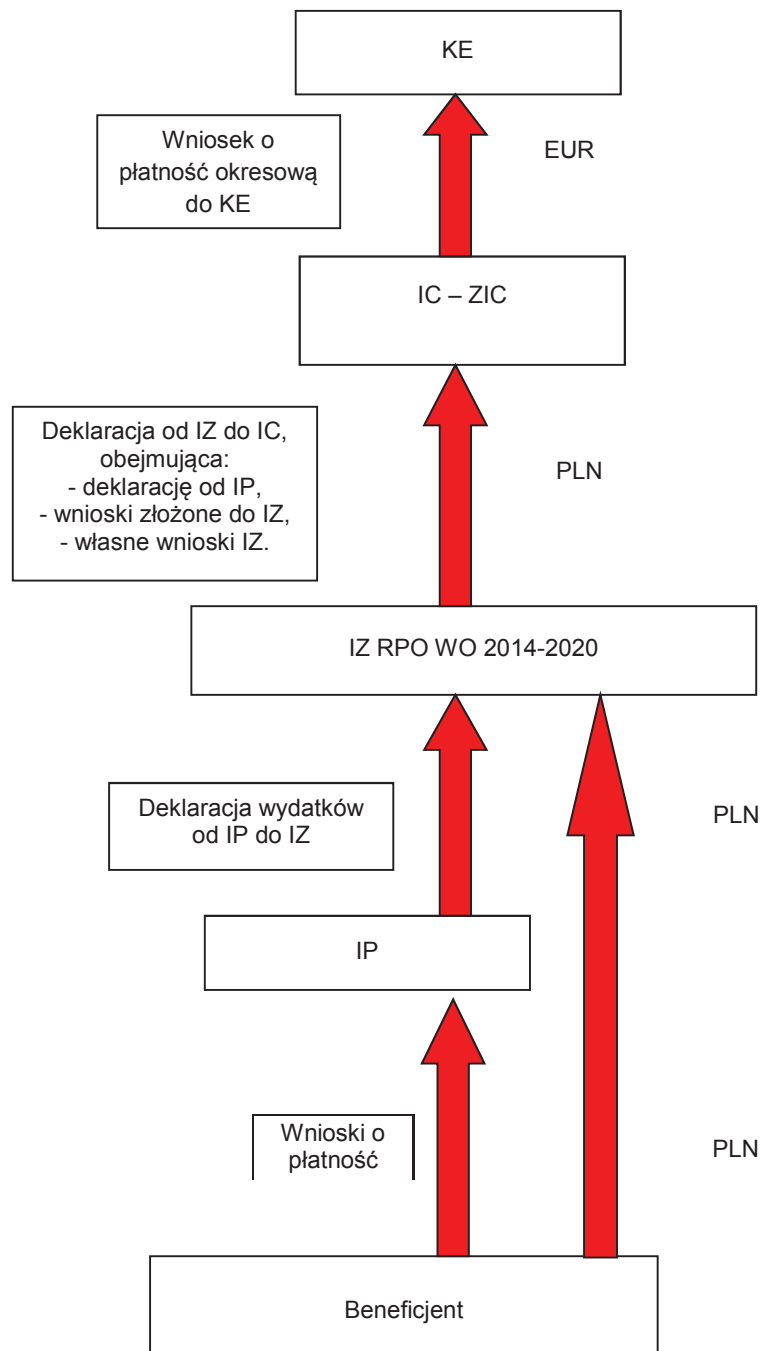 KE
Wniosek o
płatność okresową
do KE
EUR
IC – ZIC
Deklaracja od IZ do IC,
obejmująca:
- deklarację od IP,
- wnioski złożone do IZ,
- własne wnioski IZ.
PLN
IZ RPO WO 2014-2020
Deklaracja wydatków
od IP do IZ
PLN
IP
Wnioski o
płatność
PLN
Beneficjent